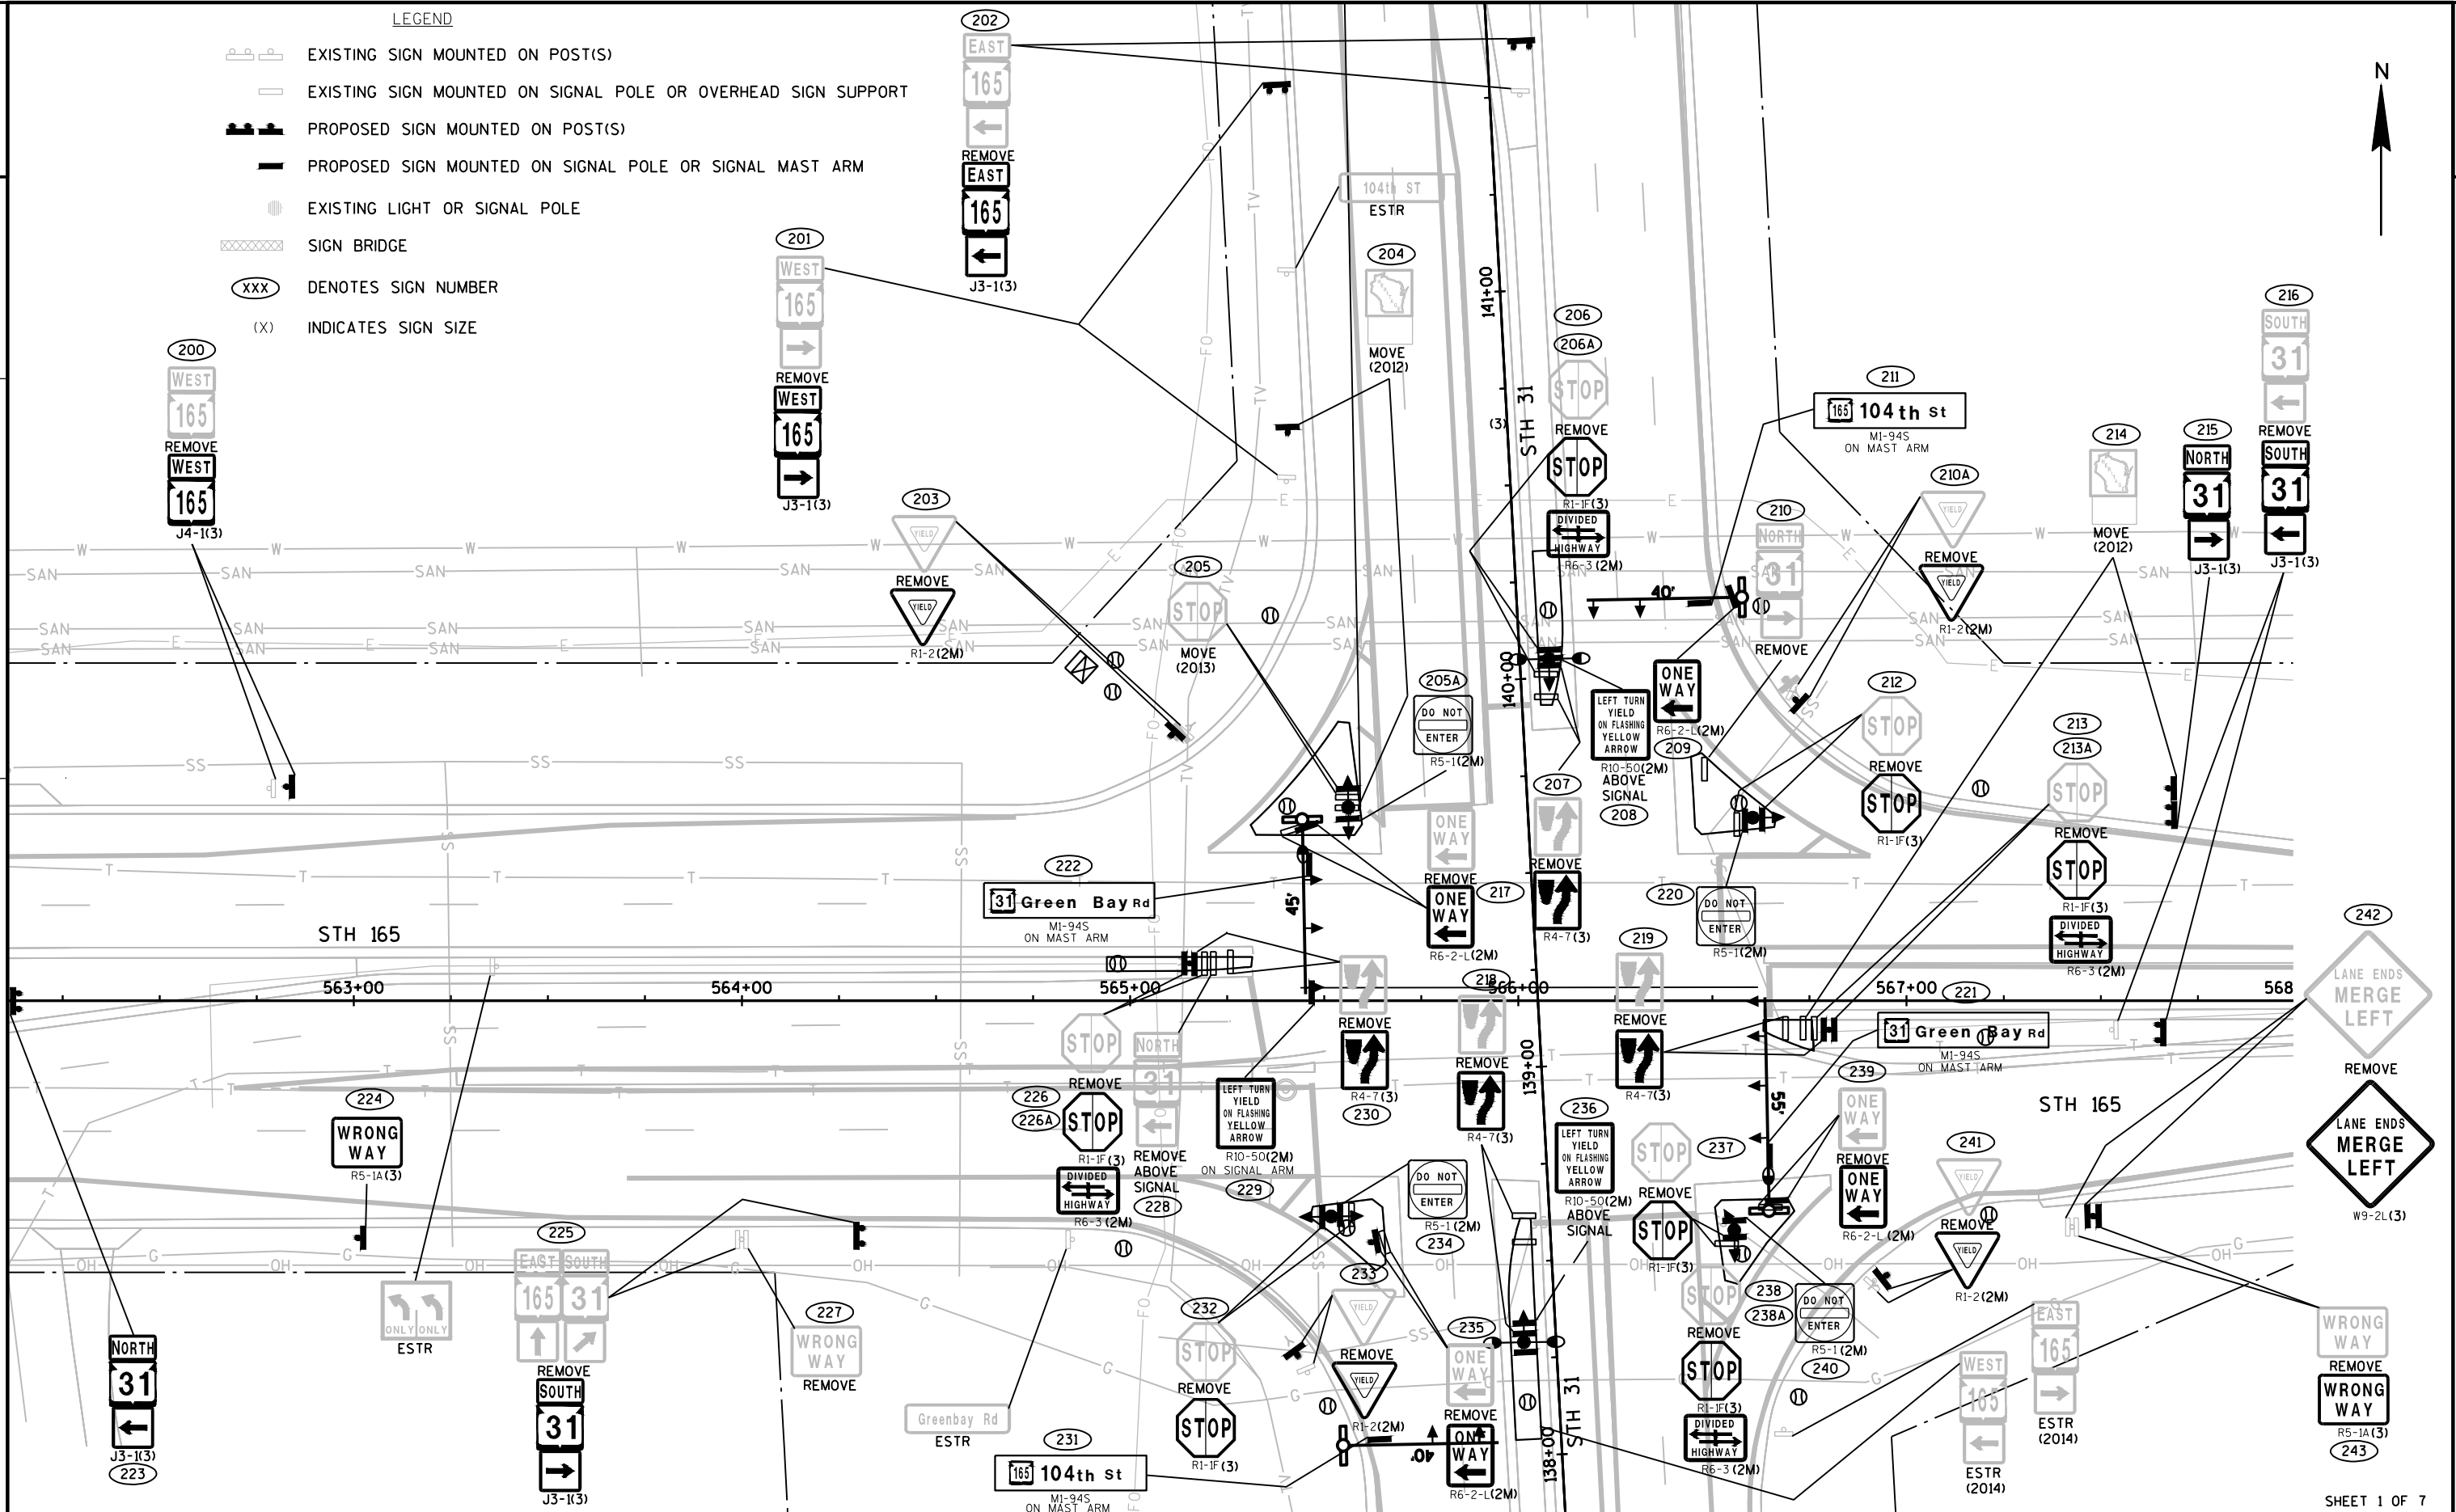 LEGEND
EXISTING SIGN MOUNTED ON POST(S)
EXISTING SIGN MOUNTED ON SIGNAL POLE OR OVERHEAD SIGN SUPPORT
PROPOSED SIGN MOUNTED ON POST(S)
PROPOSED SIGN MOUNTED ON SIGNAL POLE OR SIGNAL MAST ARM
EXISTING LIGHT OR SIGNAL POLE
SIGN BRIDGE
XXX DENOTES SIGN NUMBER
(X) INDICATES SIGN SIZE
N
202
EAST
165
REMOVE
EAST
165
J3-1(3)
201
WEST
165
REMOVE
WEST
165
J3-1(3)
200
WEST
165
REMOVE
WEST
165
J4-1(3)
104th ST
ESTR
204
MOVE
(2012)
203
YIELD
REMOVE
YIELD
R1-2(2M)
205
STOP
MOVE
(2013)
205A
DO NOT
ENTER
R5-1(2M)
141+00
STH 31
(3)
140+00
206
206A
STOP
REMOVE
STOP
R1-1F(3)
DIVIDED
HIGHWAY
R6-3(2M)
211
165 104th St
M1-94S
ON MAST ARM
40'
210
NORTH
31
REMOVE
210A
YIELD
REMOVE
YIELD
R1-2(2M)
214
MOVE
(2012)
215
NORTH
31
J3-1(3)
216
SOUTH
31
REMOVE
SOUTH
31
J3-1(3)
ONE
WAY
R6-2-L(2M)
209
LEFT TURN
YIELD
ON FLASHING
YELLOW
ARROW
R10-50(2M)
ABOVE
SIGNAL
208
207
REMOVE
R4-7(3)
212
STOP
REMOVE
STOP
R1-1F(3)
213
213A
STOP
REMOVE
STOP
R1-1F(3)
DIVIDED
HIGHWAY
R6-3(2M)
ONE
WAY
REMOVE
ONE
WAY
R6-2-L(2M)
217
220
DO NOT
ENTER
R5-1(2M)
222
31 Green Bay Rd
M1-94S
ON MAST ARM
45'
STH 165
563+00
564+00
565+00
566+00
567+00
568
218
REMOVE
R4-7(3)
219
REMOVE
R4-7(3)
221
31 Green Bay Rd
M1-94S
ON MAST ARM
242
LANE ENDS
MERGE
LEFT
REMOVE
LANE ENDS
MERGE
LEFT
W9-2L(3)
STH 165
139+00
55'
REMOVE
R4-7(3)
230
224
WRONG
WAY
R5-1A(3)
STOP
226
226A
REMOVE
STOP
R1-1F(3)
DIVIDED
HIGHWAY
R6-3(2M)
NORTH
31
REMOVE
ABOVE
SIGNAL
228
LEFT TURN
YIELD
ON FLASHING
YELLOW
ARROW
R10-50(2M)
ON SIGNAL ARM
229
DO NOT
ENTER
R5-1(2M)
234
236
LEFT TURN
YIELD
ON FLASHING
YELLOW
ARROW
R10-50(2M)
ABOVE
SIGNAL
STOP
237
REMOVE
STOP
R1-1F(3)
239
ONE
WAY
REMOVE
ONE
WAY
R6-2-L(2M)
241
YIELD
REMOVE
YIELD
R1-2(2M)
225
EAST
165
SOUTH
31
REMOVE
SOUTH
31
J3-1(3)
NORTH
31
J3-1(3)
223
ONLY ONLY
ESTR
227
WRONG
WAY
REMOVE
Greenbay Rd
ESTR
232
STOP
REMOVE
STOP
R1-1F(3)
231
165 104th St
M1-94S
ON MAST ARM
233
YIELD
REMOVE
YIELD
R1-2(2M)
40'
235
ONE
WAY
REMOVE
ONE
WAY
R6-2-L(2M)
138+00
STH 31
STOP
238
238A
REMOVE
STOP
R1-1F(3)
DIVIDED
HIGHWAY
R6-3(2M)
DO NOT
ENTER
R5-1(2M)
240
WEST
165
ESTR
(2014)
EAST
165
ESTR
(2014)
WRONG
WAY
REMOVE
WRONG
WAY
R5-1A(3)
243
SHEET 1 OF 7